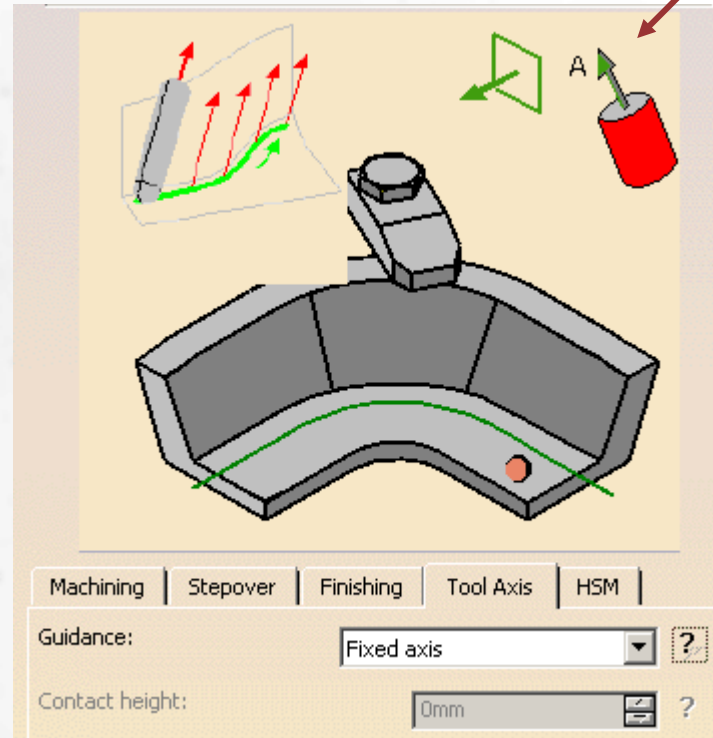 A
Machining Stepover Finishing Tool Axis HSM
Guidance: Fixed axis ?
Contact height: 0mm ?